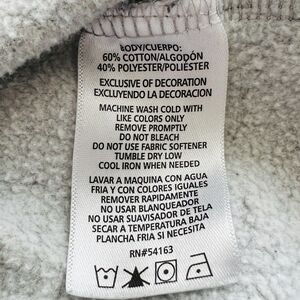 BODY/CUERPO:
60% COTTON/ALGODÓN
40% POLYESTER/POLIÉSTER
EXCLUSIVE OF DECORATION
EXCLUYENDO LA DECORACION
MACHINE WASH COLD WITH
LIKE COLORS ONLY
REMOVE PROMPTLY
DO NOT BLEACH
DO NOT USE FABRIC SOFTENER
TUMBLE DRY LOW
COOL IRON WHEN NEEDED
LAVAR A MAQUINA CON AGUA
FRIA Y CON COLORES IGUALES
REMOVER RAPIDAMENTE
NO USAR BLANQUEADOR
NO USAR SUAVISADOR DE TELA
SECAR A TEMPERATURA BAJA
PLANCHA FRIA SI NECESITA
RN#54163